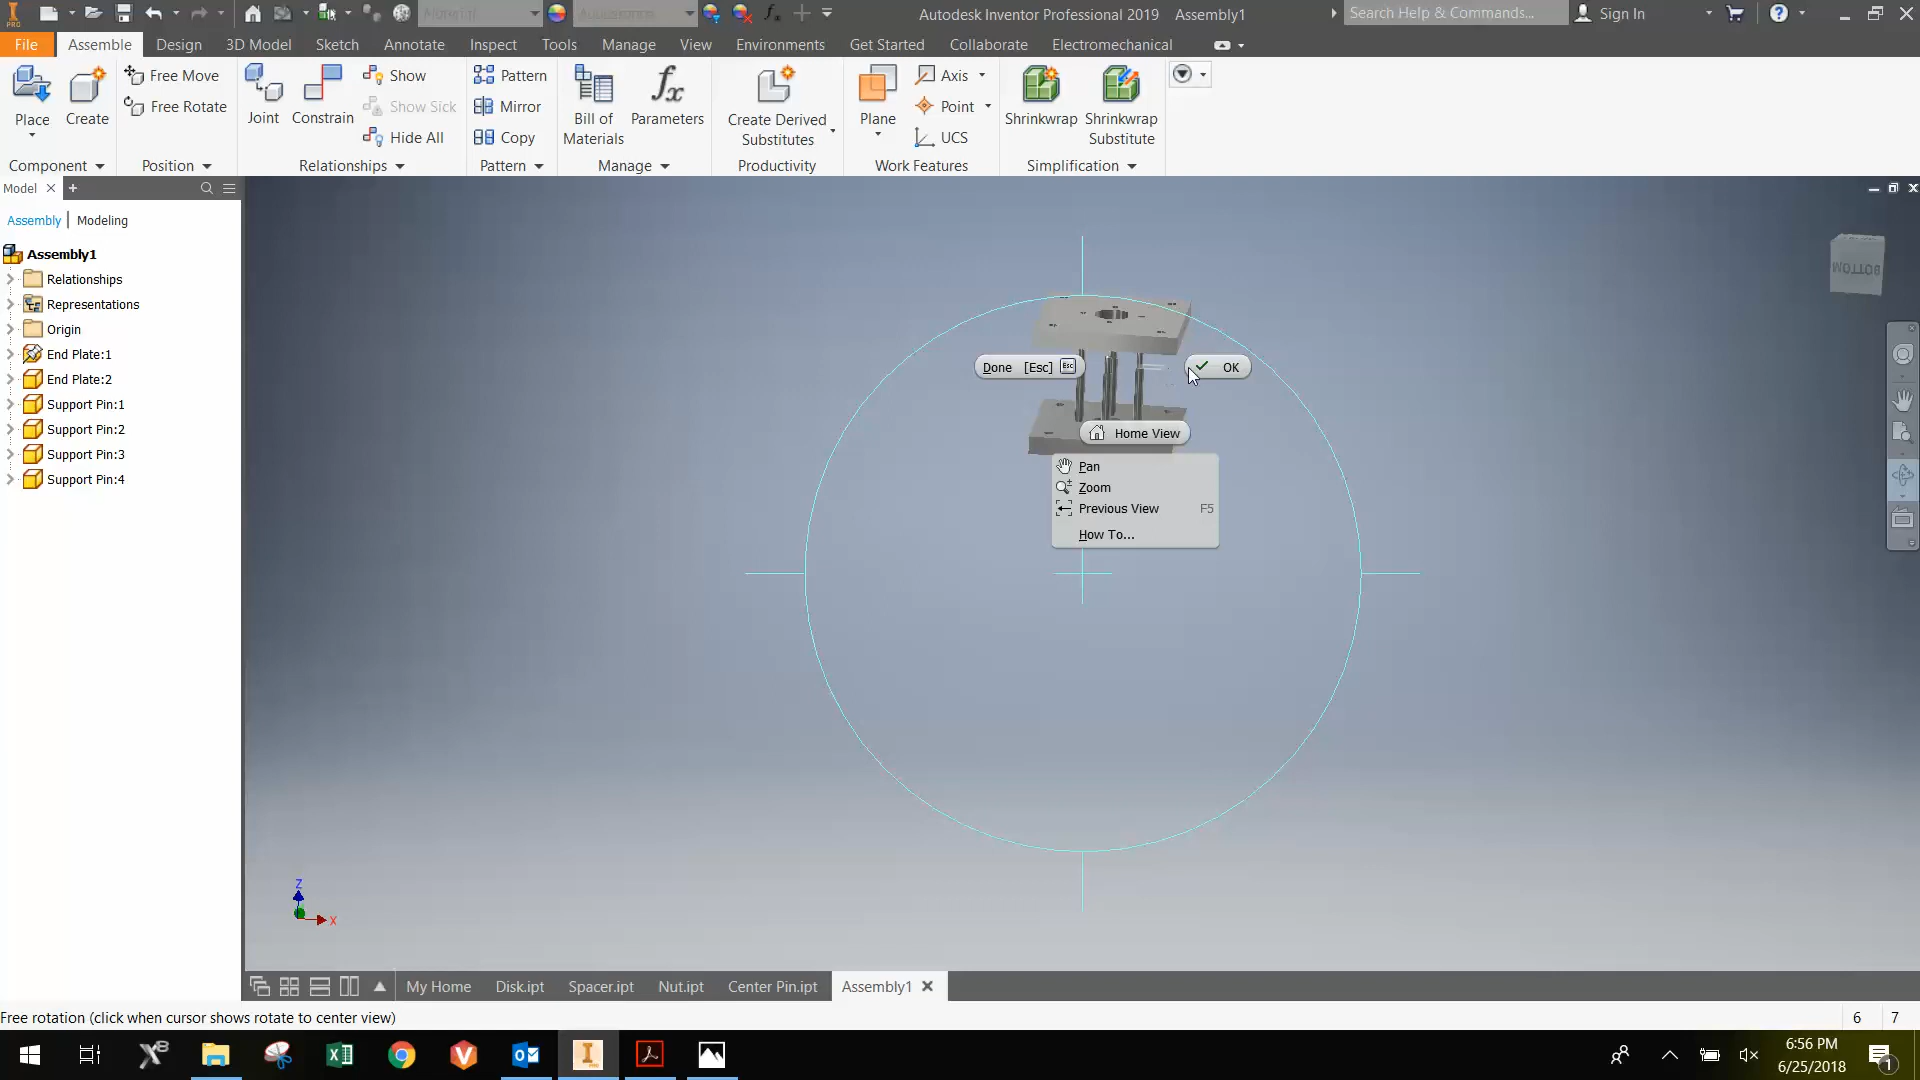 PRO
Material
Appearance
Autodesk Inventor Professional 2019 Assembly1
Search Help & Commands...
Sign In
File Assemble Design 3D Model Sketch Annotate Inspect Tools Manage View Environments Get Started Collaborate Electromechanical
Place
Create
Free Move
Free Rotate
Joint
Constrain
Show
Show Sick
Hide All
Pattern
Mirror
Copy
Bill of
Materials
Parameters
Create Derived
Substitutes
Plane
Axis
Point
UCS
Shrinkwrap
Shrinkwrap
Substitute
Component Position Relationships Pattern Manage Productivity Work Features Simplification
Model
Assembly Modeling
Assembly1
Relationships
Representations
Origin
End Plate:1
End Plate:2
Support Pin:1
Support Pin:2
Support Pin:3
Support Pin:4
BOTTOM
Done [Esc] Esc
OK
Home View
Pan
Zoom
Previous View F5
How To...
Z
X
My Home Disk.ipt Spacer.ipt Nut.ipt Center Pin.ipt Assembly1
Free rotation (click when cursor shows rotate to center view) 6 7
6:56 PM
6/25/2018
1